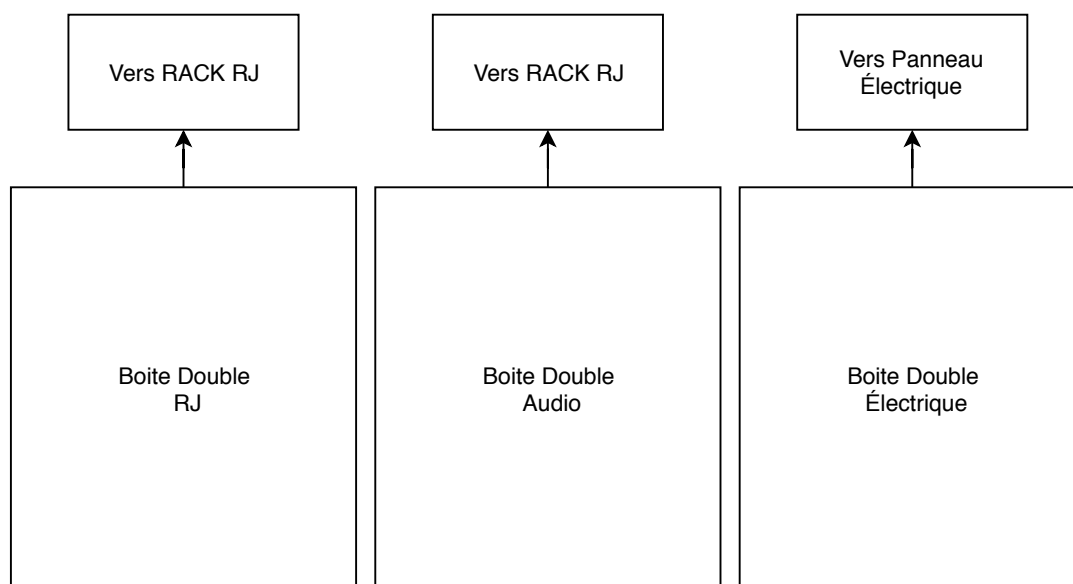 Vers RACK RJ
Vers RACK RJ
Vers Panneau
Électrique
Boite Double
RJ
Boite Double
Audio
Boite Double
Électrique